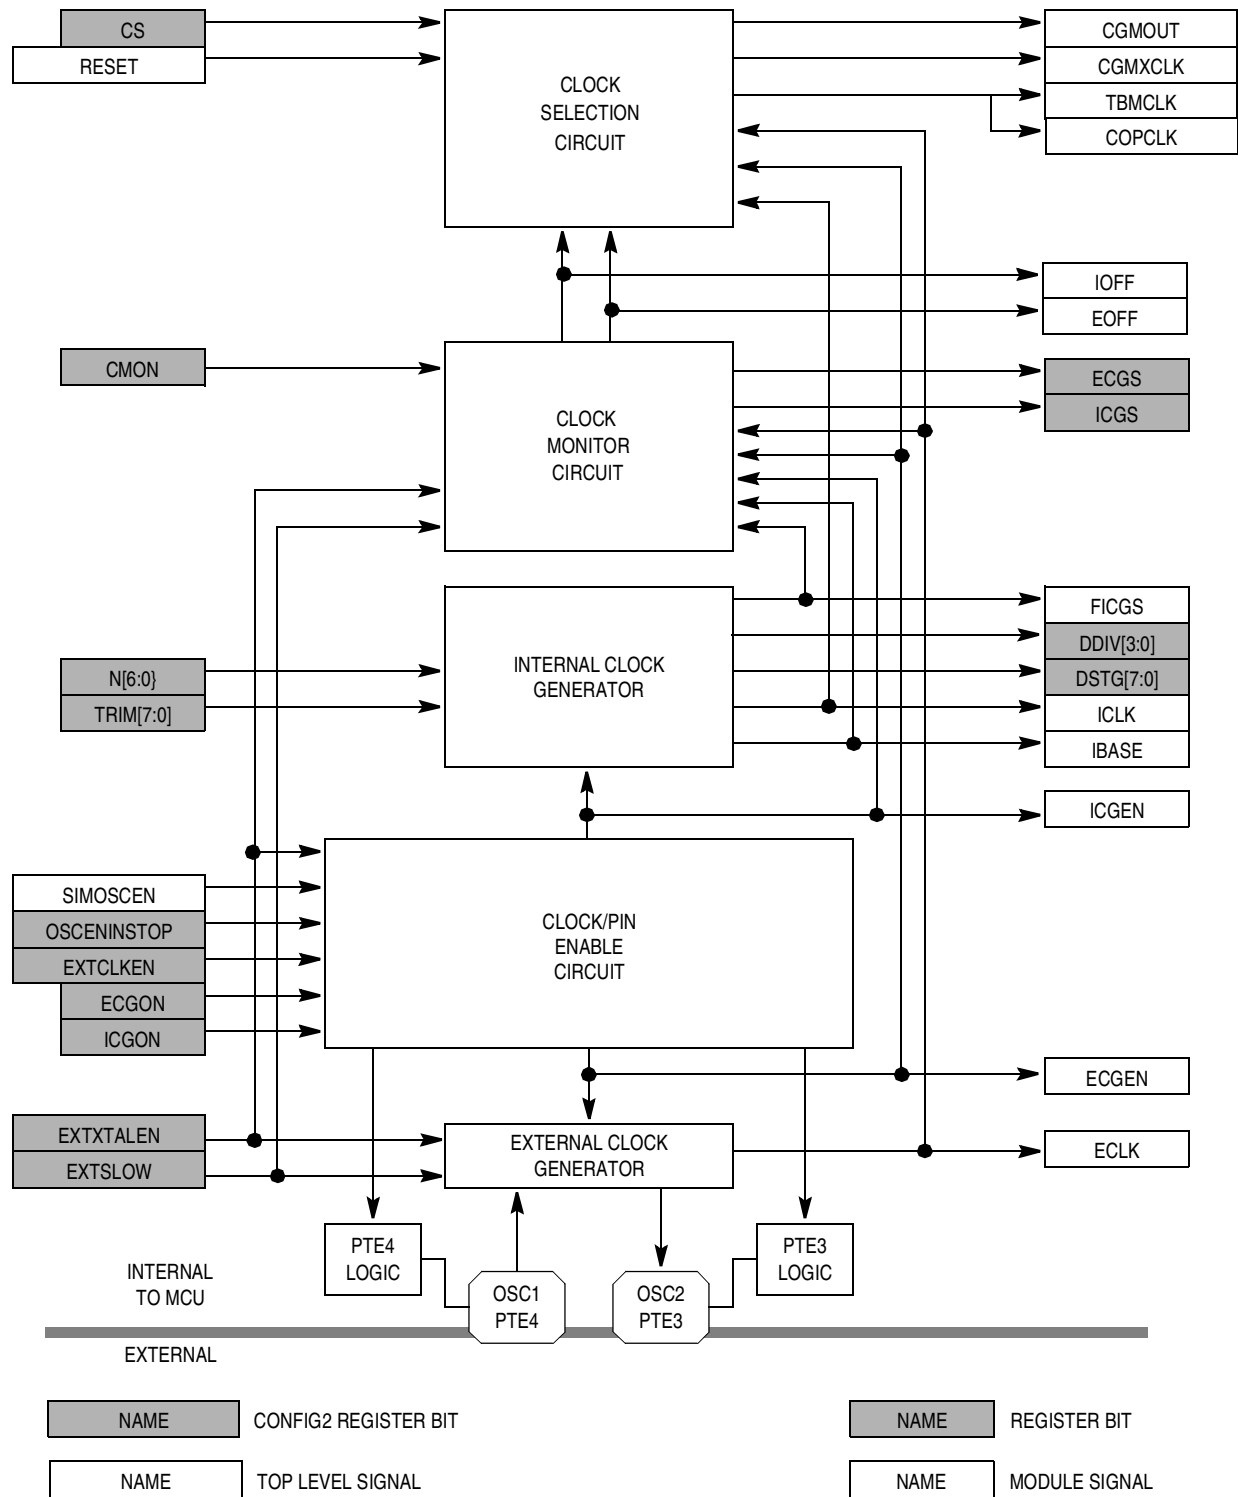 CS
RESET
CLOCK
SELECTION
CIRCUIT
CGMOUT
CGMXCLK
TBMCLK
COPCLK
IOFF
EOFF
CMON
CLOCK
MONITOR
CIRCUIT
ECGS
ICGS
N[6:0}
TRIM[7:0]
INTERNAL CLOCK
GENERATOR
FICGS
DDIV[3:0]
DSTG[7:0]
ICLK
IBASE
ICGEN
SIMOSCEN
OSCENINSTOP
EXTCLKEN
ECGON
ICGON
CLOCK/PIN
ENABLE
CIRCUIT
ECGEN
EXTXTALEN
EXTSLOW
EXTERNAL CLOCK
GENERATOR
ECLK
PTE4
LOGIC
PTE3
LOGIC
OSC1
PTE4
OSC2
PTE3
INTERNAL
TO MCU
EXTERNAL
NAME
CONFIG2 REGISTER BIT
NAME
REGISTER BIT
NAME
TOP LEVEL SIGNAL
NAME
MODULE SIGNAL